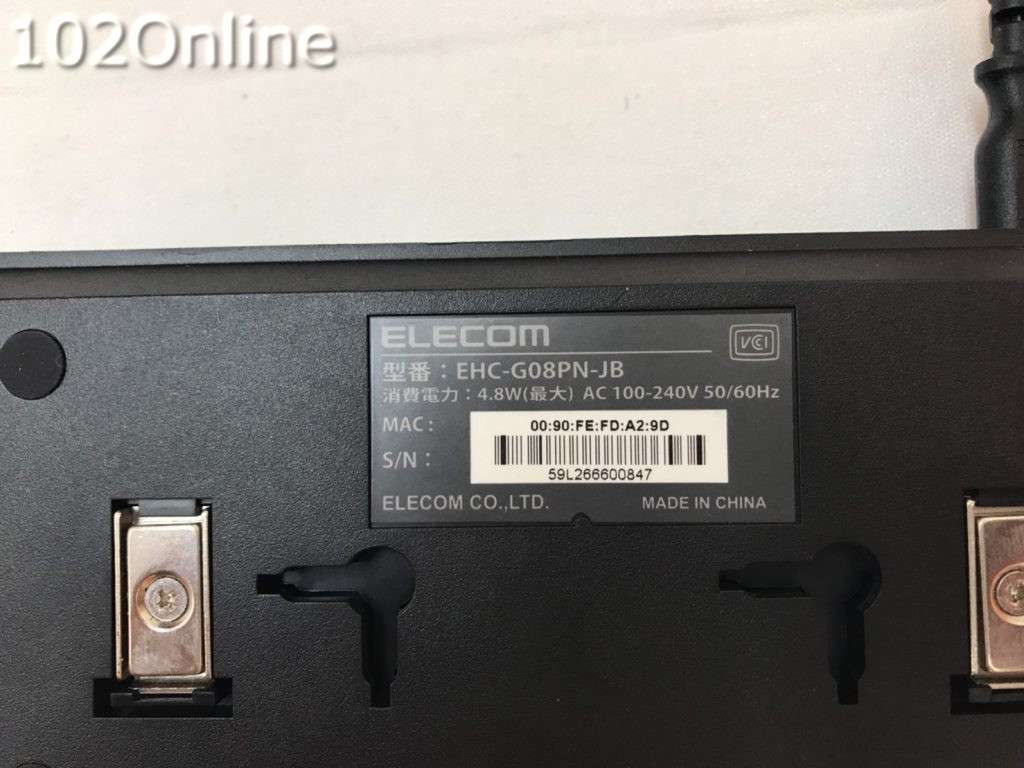 102Online
ELECOM
VCI
型番：EHC-G08PN-JB
消費電力：4.8W(最大) AC 100-240V 50/60Hz
MAC： 00:90:FE:FD:A2:9D
S/N：
59L266600847
ELECOM CO.,LTD. MADE IN CHINA